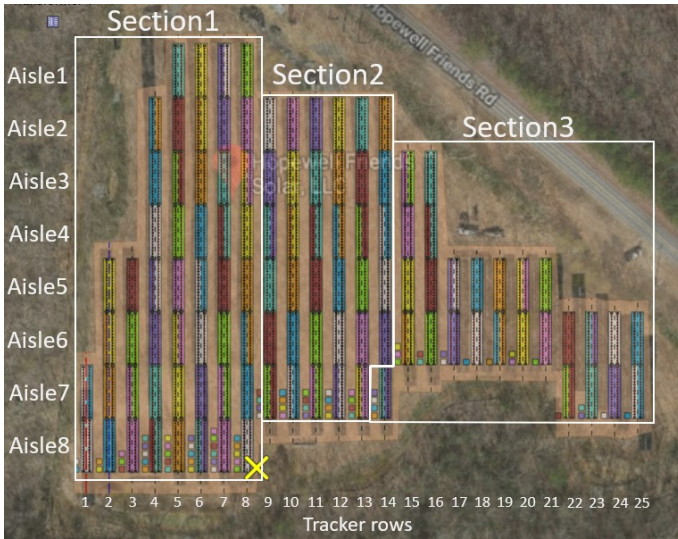 Section1
Hopewell Friends Rd
Aisle1
Section2
Aisle2
Section3
Aisle3
Hopewell Friend
Solar, LLC
Aisle4
Aisle5
Aisle6
Aisle7
Aisle8
1 2 3 4 5 6 7 8 9 10 11 12 13 14 15 16 17 18 19 20 21 22 23 24 25
Tracker rows